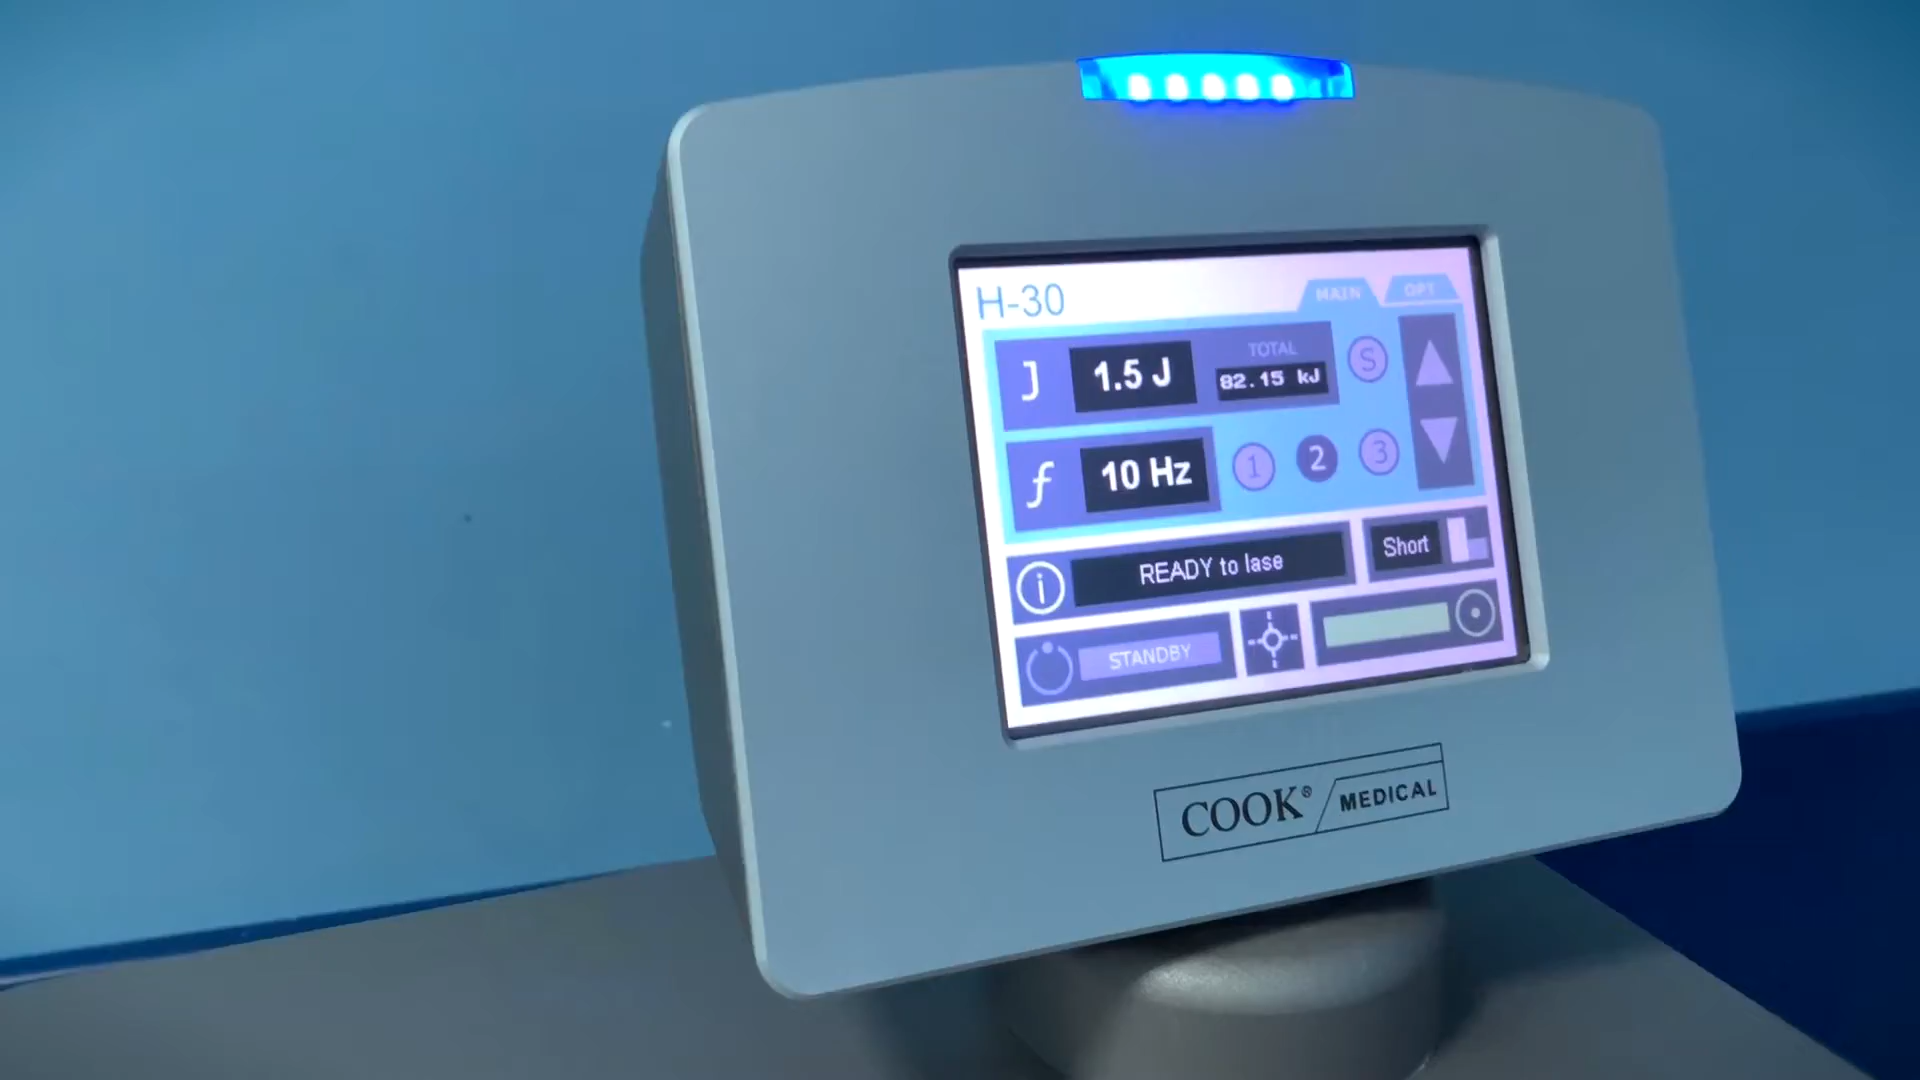 H-30
MAIN
OPT
J
1.5 J
TOTAL
82.15 kJ
S
f
10 Hz
1
2
3
i
READY to lase
Short
STANDBY
COOK® MEDICAL